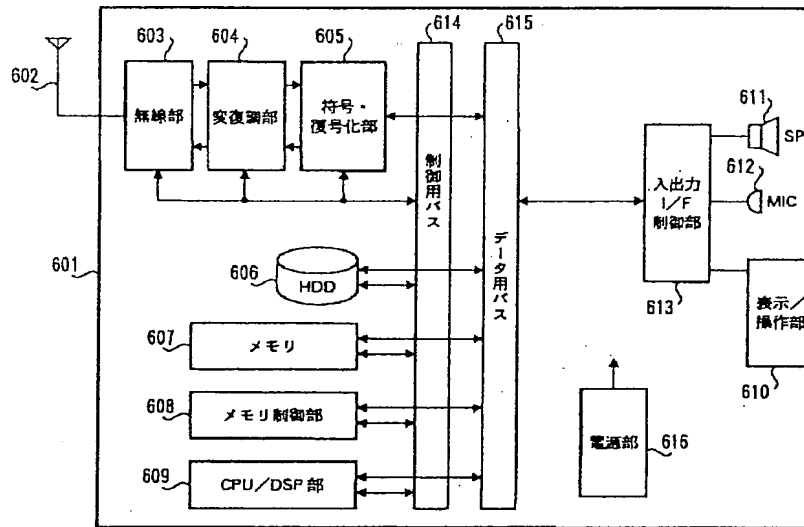 614
615
603
604
605
602
無線部
変復調部
符号・
復号化部
制御用バス
データ用バス
611
SP
612
MIC
入出力
I/F
制御部
613
601
606
HDD
607
メモリ
608
メモリ制御部
609
CPU/DSP部
表示/
操作部
610
電源部
616